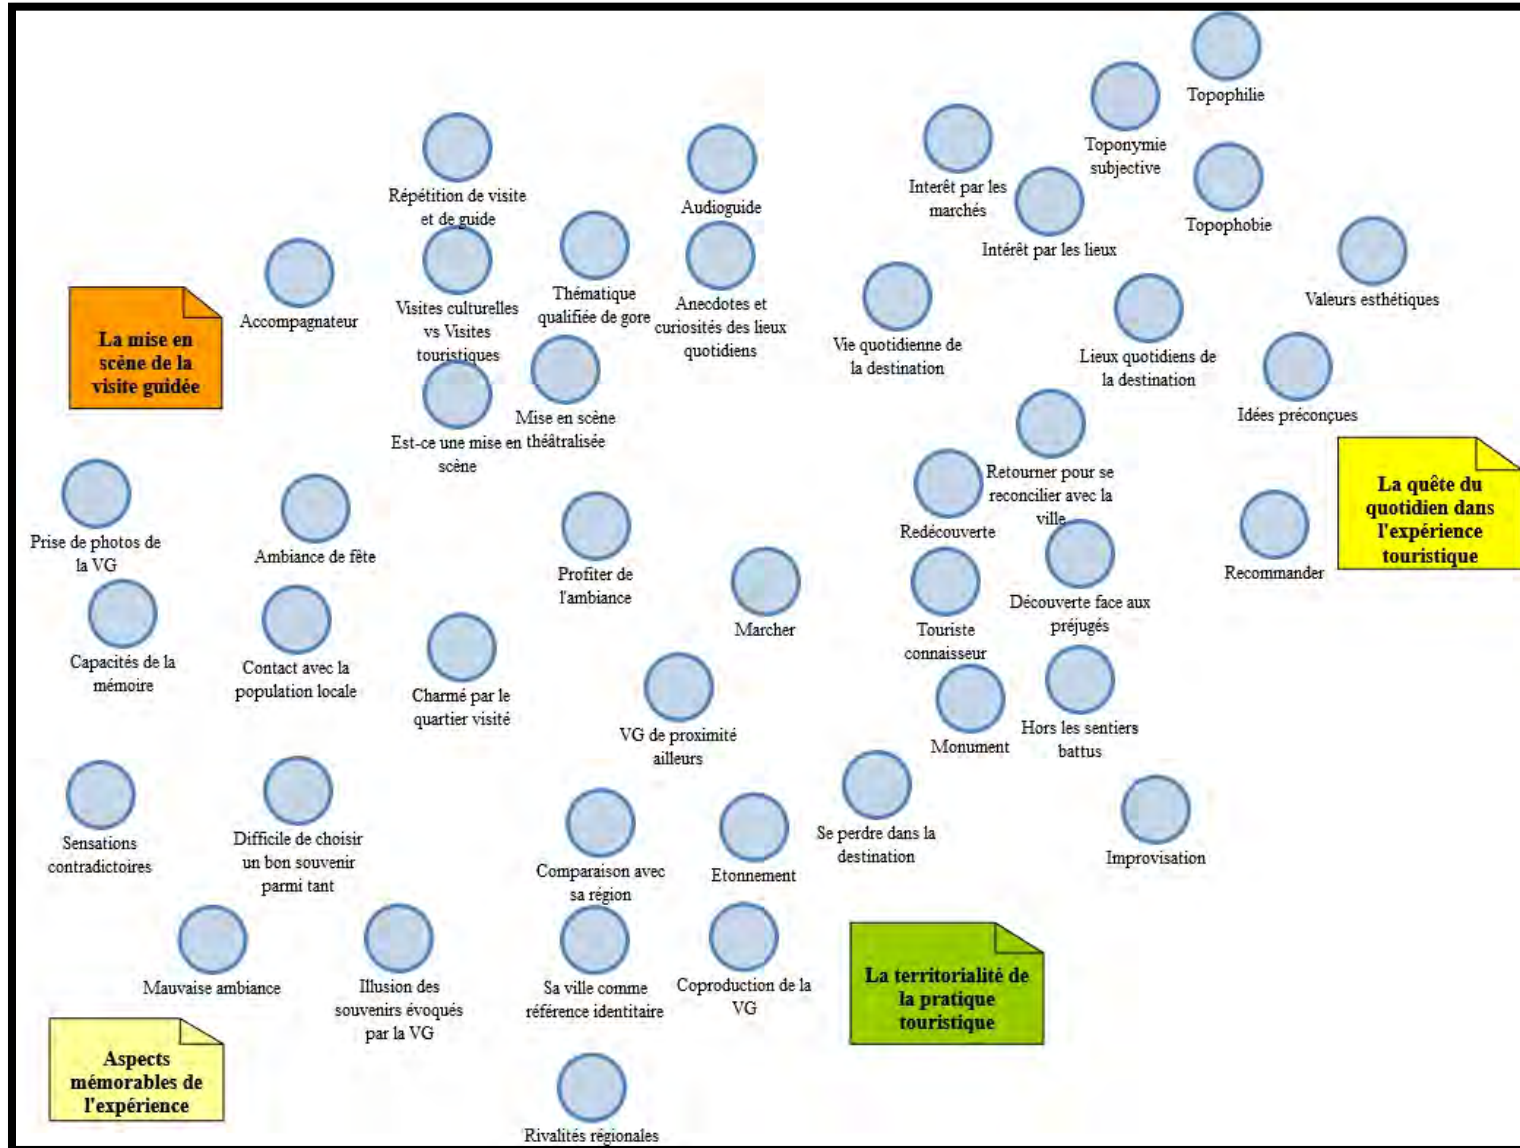 Topophilie
Toponymie
subjective
Répétition de visite
et de guide
Audioguide
Interêt par les
marchés
Intérêt par les lieux
Topophobie
Accompagnateur
Visites culturelles
vs Visites
touristiques
Thématique
qualifiée de gore
Anecdotes et
curiosités des lieux
quotidiens
Vie quotidienne de
la destination
Lieux quotidiens de
la destination
Valeurs esthétiques
Idées préconçues
La mise en
scène de la
visite guidée
Est-ce une mise en
scène
Mise en scène
théâtralisée
Retourner pour se
reconcilier avec la
ville
Redécouverte
La quête du
quotidien dans
l'expérience
touristique
Prise de photos de
la VG
Ambiance de fête
Profiter de
l'ambiance
Marcher
Touriste
connaisseur
Découverte face aux
préjugés
Recommander
Capacités de la
mémoire
Contact avec la
population locale
Charmé par le
quartier visité
VG de proximité
ailleurs
Monument
Hors les sentiers
battus
Sensations
contradictoires
Difficile de choisir
un bon souvenir
parmi tant
Comparaison avec
sa région
Etonnement
Se perdre dans la
destination
Improvisation
Mauvaise ambiance
Illusion des
souvenirs évoqués
par la VG
Sa ville comme
référence identitaire
Coproduction de la
VG
La territorialité de
la pratique
touristique
Aspects
mémorables de
l'expérience
Rivalités régionales